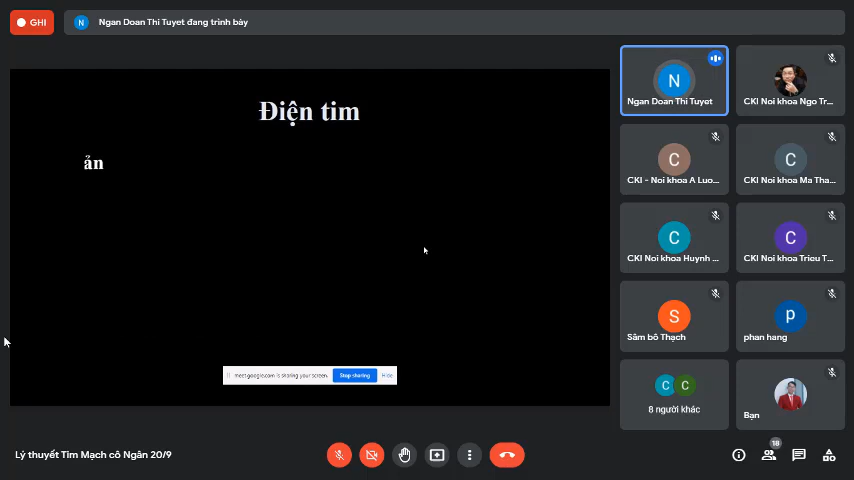 GHI
N
Ngan Doan Thi Tuyet đang trình bày
Điện tim
ản
meet.google.com is sharing your screen.
Stop sharing
Hide
N
Ngan Doan Thi Tuyet
CKI Noi khoa Ngo Tr...
C
CKI - Noi khoa A Luo...
C
CKI Noi khoa Ma Tha...
C
CKI Noi khoa Huynh ...
C
CKI Noi khoa Trieu T...
S
Sâm bô Thạch
p
phan hang
C
C
8 người khác
Bạn
Lý thuyết Tim Mạch cô Ngân 20/9
18